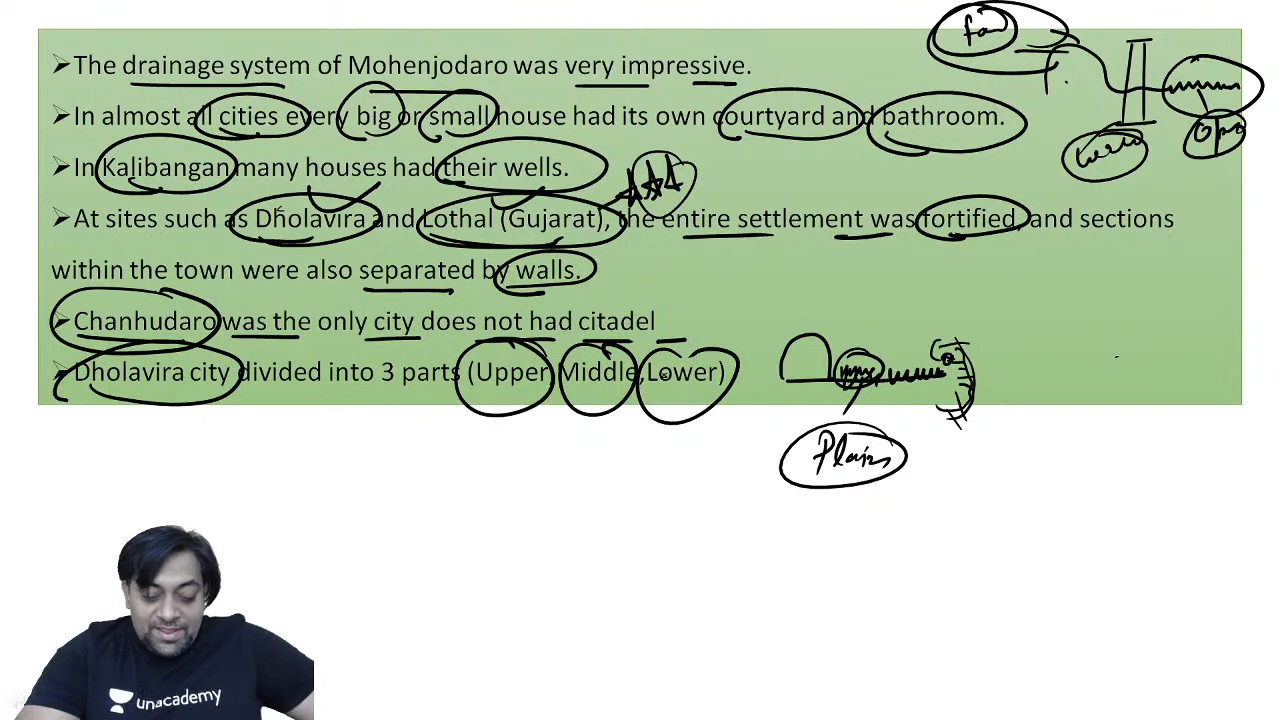 ➢The drainage system of Mohenjodaro was very impressive.
➢In almost all cities every big or small house had its own courtyard and bathroom.
➢In Kalibangan many houses had their wells.
➢At sites such as Dholavira and Lothal (Gujarat), the entire settlement was fortified, and sections
within the town were also separated by walls.
➢Chanhudaro was the only city does not had citadel
➢Dholavira city divided into 3 parts (Upper, Middle,Lower)
Plains
unacademy